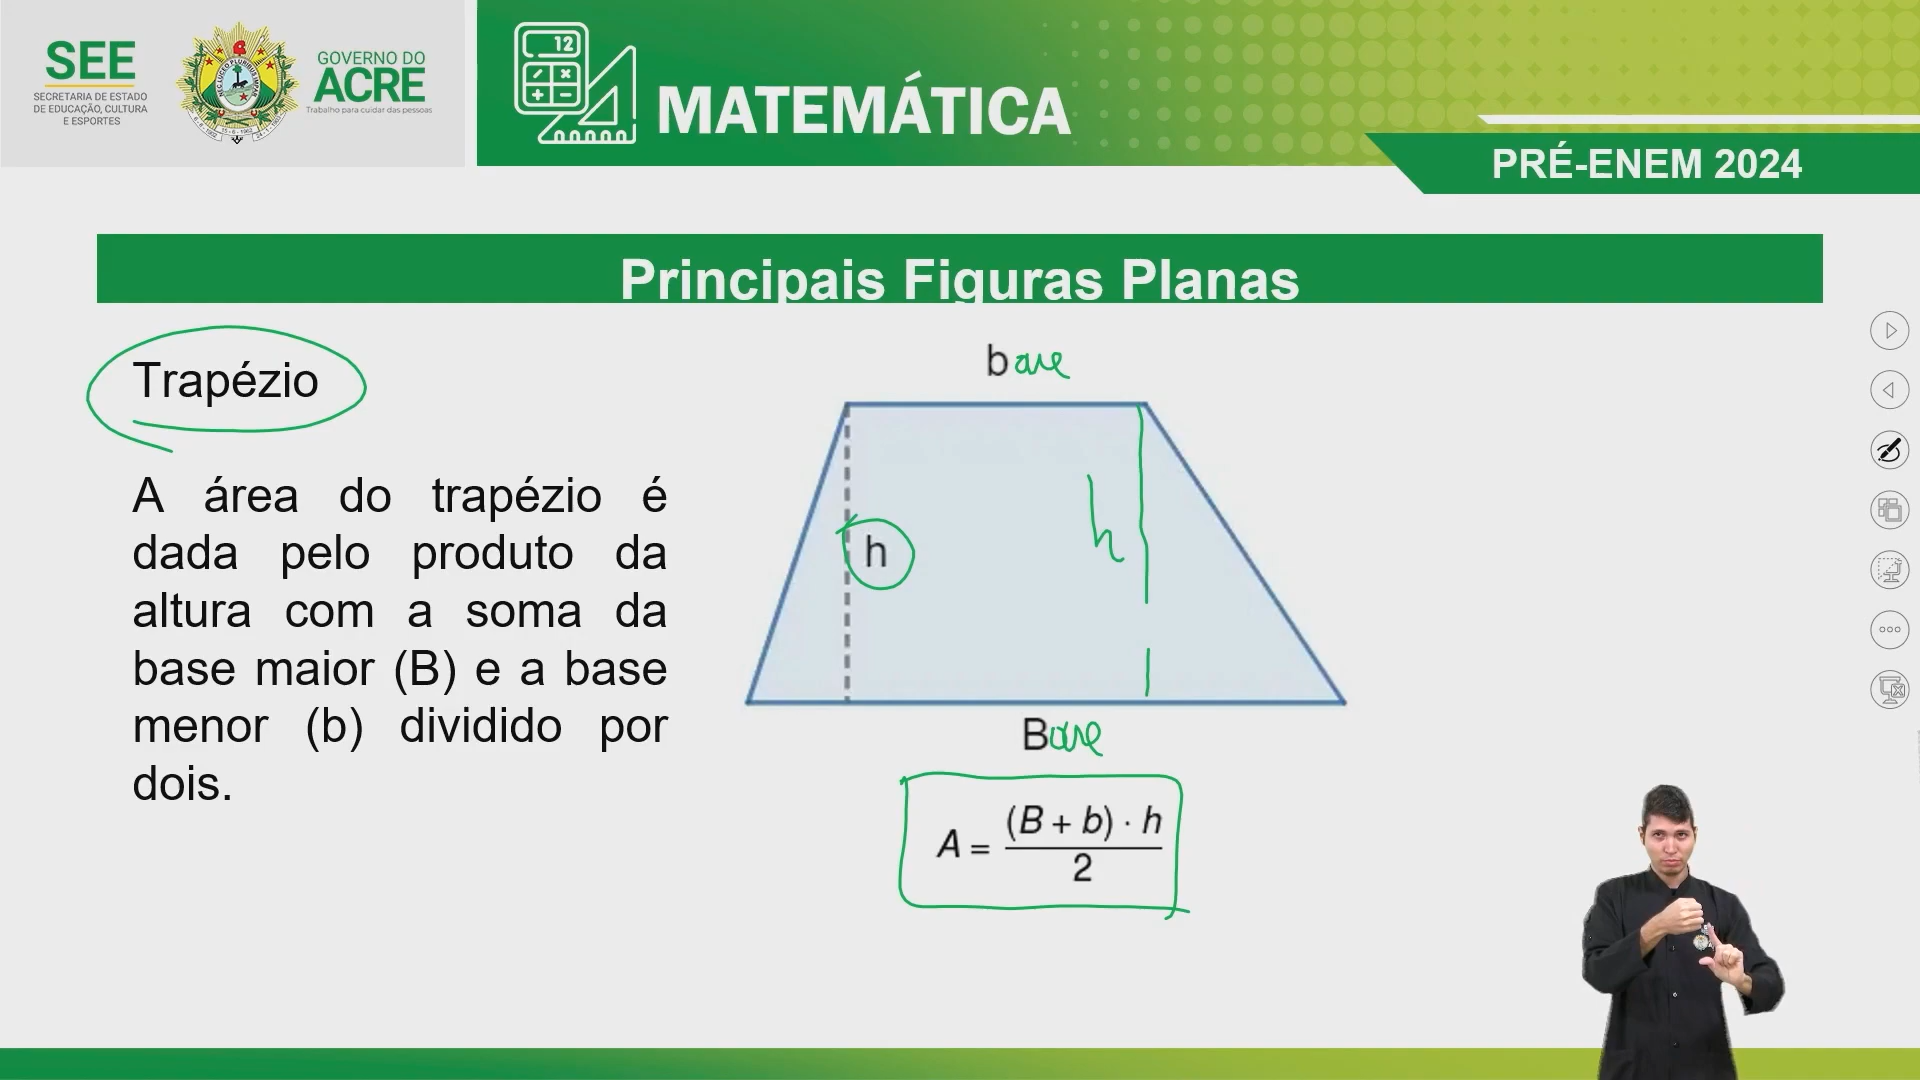 SEE
SECRETARIA DE ESTADO
DE EDUCAÇÃO, CULTURA
E ESPORTES
GOVERNO DO
ACRE
Trabalho para cuidar das pessoas
12
MATEMÁTICA
PRÉ-ENEM 2024
Principais Figuras Planas
Trapézio
A área do trapézio é
dada pelo produto da
altura com a soma da
base maior (B) e a base
menor (b) dividido por
dois.
base
h
h
Base
A = (B + b) · h / 2